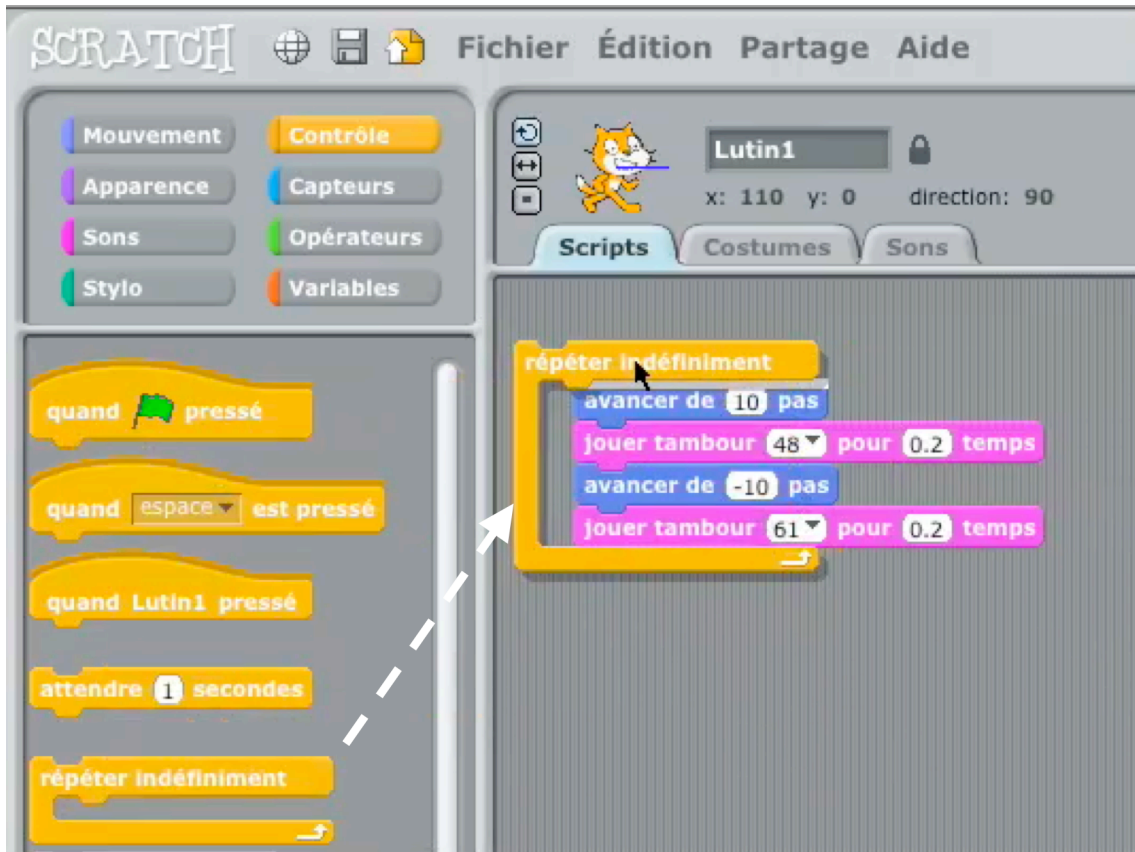 SCRATCH Fichier Édition Partage Aide
Mouvement Contrôle
Apparence Capteurs
Sons Opérateurs
Stylo Variables
Lutin1
x: 110 y: 0 direction: 90
Scripts Costumes Sons
quand pressé
quand espace est pressé
quand Lutin1 pressé
attendre 1 secondes
répéter indéfiniment
répéter indéfiniment
avancer de 10 pas
jouer tambour 48 pour 0.2 temps
avancer de -10 pas
jouer tambour 61 pour 0.2 temps